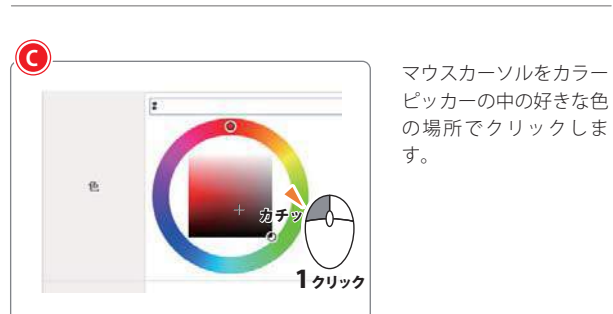 C
マウスカーソルをカラー
ピッカーの中の好きな色
の場所でクリックしま
す。
#
色
カチッ
1クリック